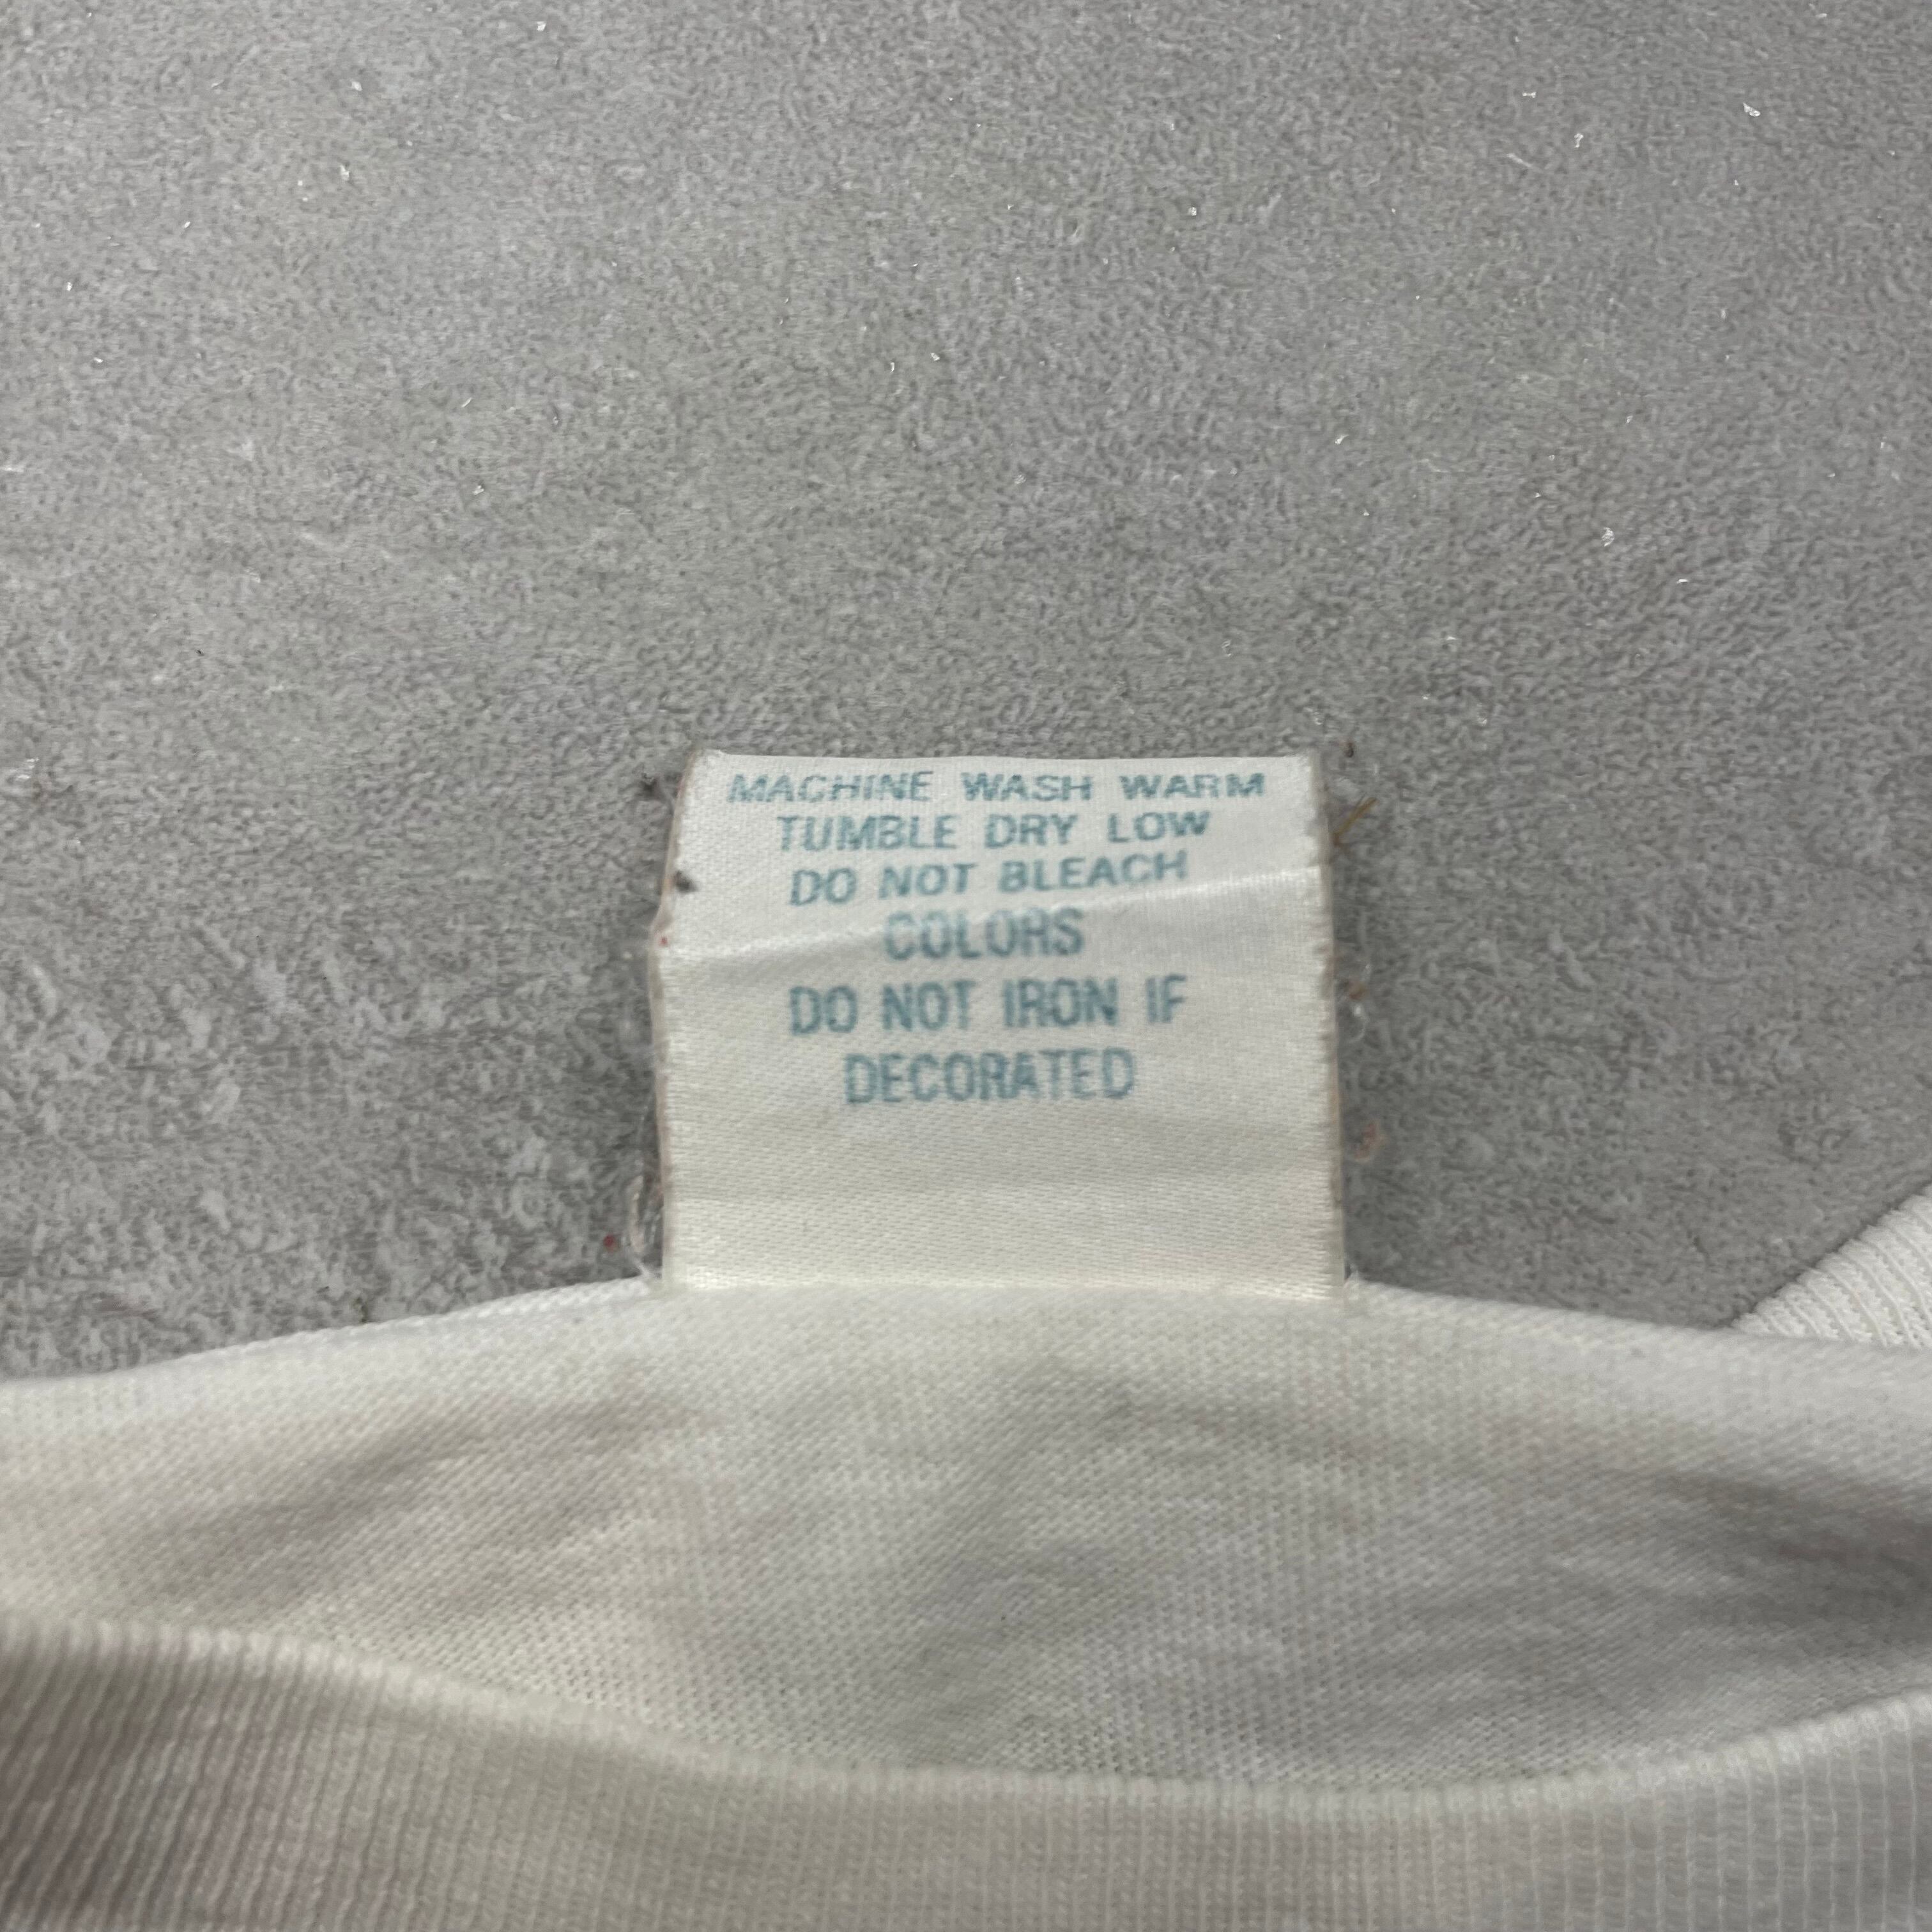 MACHINE WASH WARM
TUMBLE DRY LOW
DO NOT BLEACH
COLORS
DO NOT IRON IF
DECORATED